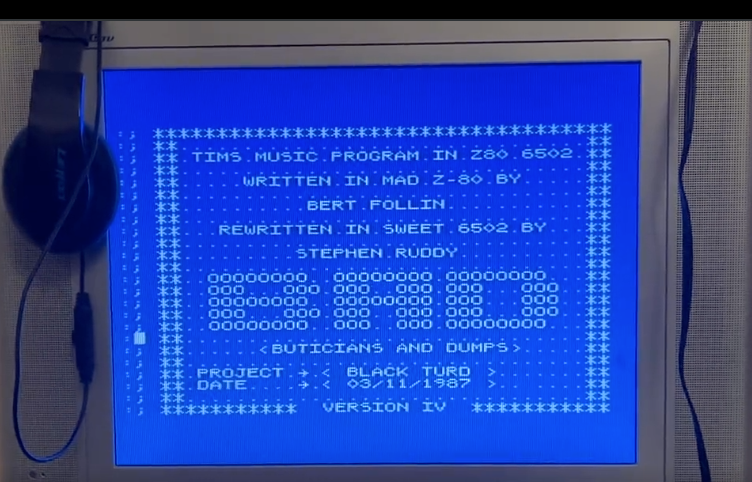 TIMS MUSIC PROGRAM IN Z80 6502
WRITTEN IN MAD Z-80 BY
BERT FOLLIN
REWRITTEN IN SWEET 6502 BY
STEPHEN RUDDY
BAD
<BUTICIANS AND DUMPS>
PROJECT → < BLACK TURD >
DATE → < 03/11/1987 >
VERSION IV